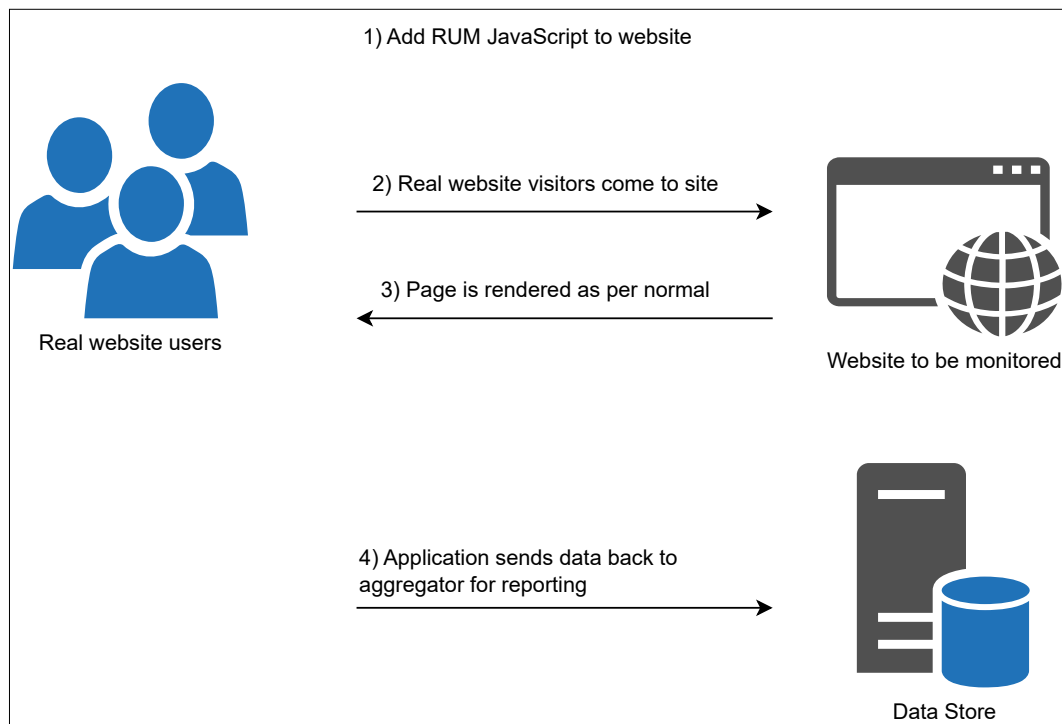 1) Add RUM JavaScript to website
2) Real website visitors come to site
3) Page is rendered as per normal
Real website users
Website to be monitored
4) Application sends data back to
aggregator for reporting
Data Store